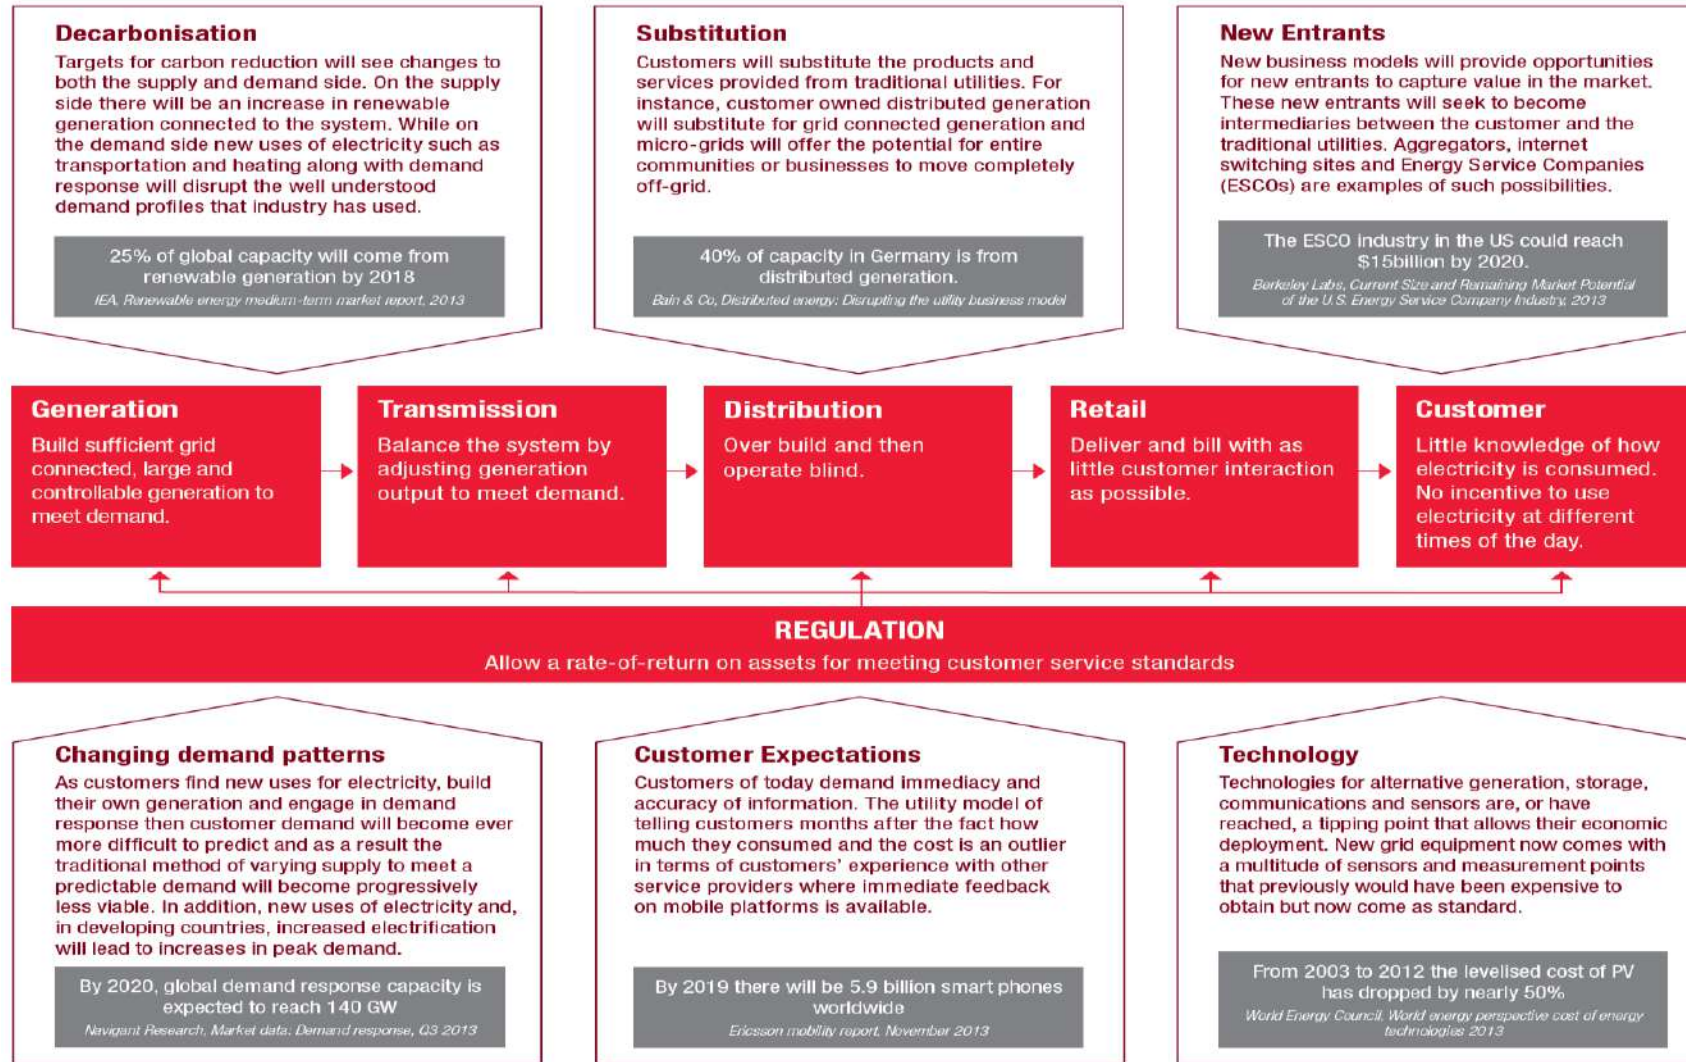 Decarbonisation
Targets for carbon reduction will see changes to
both the supply and demand side. On the supply
side there will be an increase in renewable
generation connected to the system. While on
the demand side new uses of electricity such as
transportation and heating along with demand
response will disrupt the well understood
demand profiles that industry has used.
25% of global capacity will come from
renewable generation by 2018
IEA, Renewable energy medium-term market report, 2013
Substitution
Customers will substitute the products and
services provided from traditional utilities. For
instance, customer owned distributed generation
will substitute for grid connected generation and
micro-grids will offer the potential for entire
communities or businesses to move completely
off-grid.
40% of capacity in Germany is from
distributed generation.
Bain & Co, Distributed energy: Disrupting the utility business model
New Entrants
New business models will provide opportunities
for new entrants to capture value in the market.
These new entrants will seek to become
intermediaries between the customer and the
traditional utilities. Aggregators, internet
switching sites and Energy Service Companies
(ESCOs) are examples of such possibilities.
The ESCO industry in the US could reach
$15billion by 2020.
Berkeley Labs, Current Size and Remaining Market Potential
of the U.S. Energy Service Company Industry, 2013
Generation
Build sufficient grid
connected, large and
controllable generation to
meet demand.
Transmission
Balance the system by
adjusting generation
output to meet demand.
Distribution
Over build and then
operate blind.
Retail
Deliver and bill with as
little customer interaction
as possible.
Customer
Little knowledge of how
electricity is consumed.
No incentive to use
electricity at different
times of the day.
REGULATION
Allow a rate-of-return on assets for meeting customer service standards
Changing demand patterns
As customers find new uses for electricity, build
their own generation and engage in demand
response then customer demand will become ever
more difficult to predict and as a result the
traditional method of varying supply to meet a
predictable demand will become progressively
less viable. In addition, new uses of electricity and,
in developing countries, increased electrification
will lead to increases in peak demand.
By 2020, global demand response capacity is
expected to reach 140 GW
Navigant Research, Market data: Demand response, Q3 2013
Customer Expectations
Customers of today demand immediacy and
accuracy of information. The utility model of
telling customers months after the fact how
much they consumed and the cost is an outlier
in terms of customers' experience with other
service providers where immediate feedback
on mobile platforms is available.
By 2019 there will be 5.9 billion smart phones
worldwide
Ericsson mobility report, November 2013
Technology
Technologies for alternative generation, storage,
communications and sensors are, or have
reached, a tipping point that allows their economic
deployment. New grid equipment now comes with
a multitude of sensors and measurement points
that previously would have been expensive to
obtain but now come as standard.
From 2003 to 2012 the levelised cost of PV
has dropped by nearly 50%
World Energy Council, World energy perspective cost of energy
technologies 2013